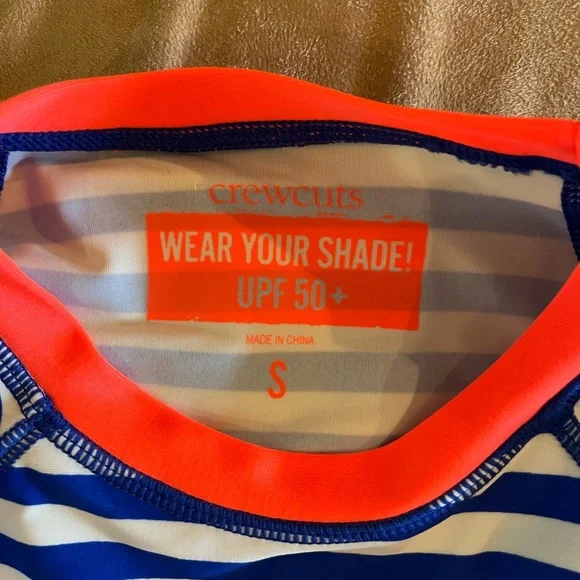 crewcuts
WEAR YOUR SHADE!
UPF 50+
MADE IN CHINA
S